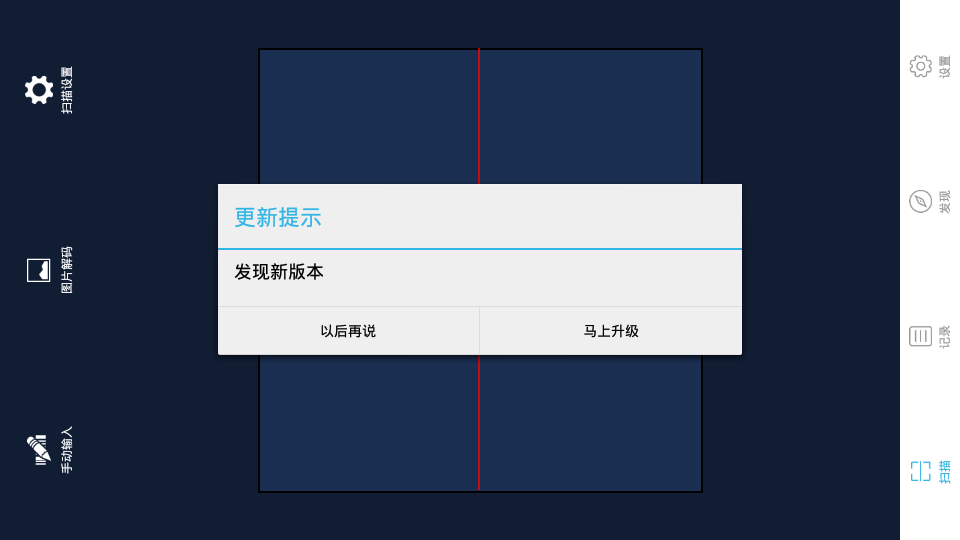 扫描设置
图片解码
手动输入
更新提示
发现新版本
以后再说
马上升级
设置
发现
记录
扫描